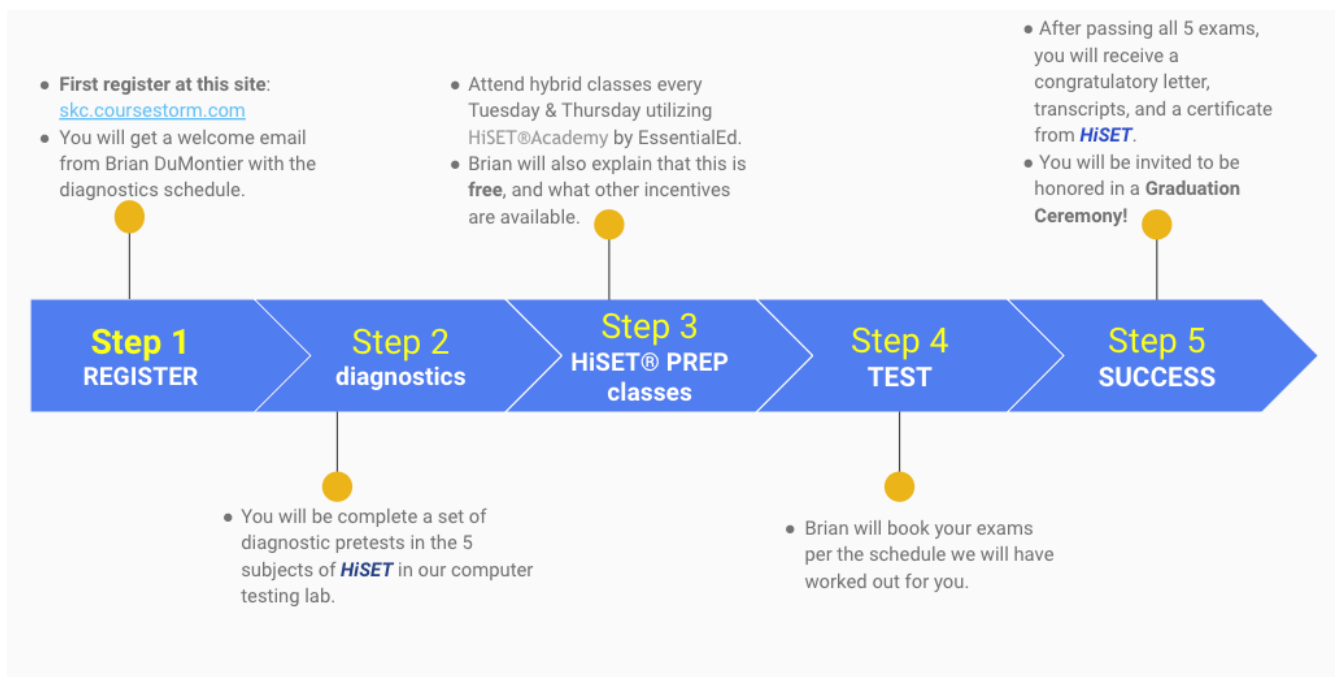 ● First register at this site:
skc.coursestorm.com
● You will get a welcome email
from Brian DuMontier with the
diagnostics schedule.
● Attend hybrid classes every
Tuesday & Thursday utilizing
HiSET®Academy by EssentialEd.
● Brian will also explain that this is
free, and what other incentives
are available.
● After passing all 5 exams,
you will receive a
congratulatory letter,
transcripts, and a certificate
from HiSET.
● You will be invited to be
honored in a Graduation
Ceremony!
Step 1
REGISTER
Step 2
diagnostics
Step 3
HiSET® PREP
classes
Step 4
TEST
Step 5
SUCCESS
● You will be complete a set of
diagnostic pretests in the 5
subjects of HiSET in our computer
testing lab.
● Brian will book your exams
per the schedule we will have
worked out for you.